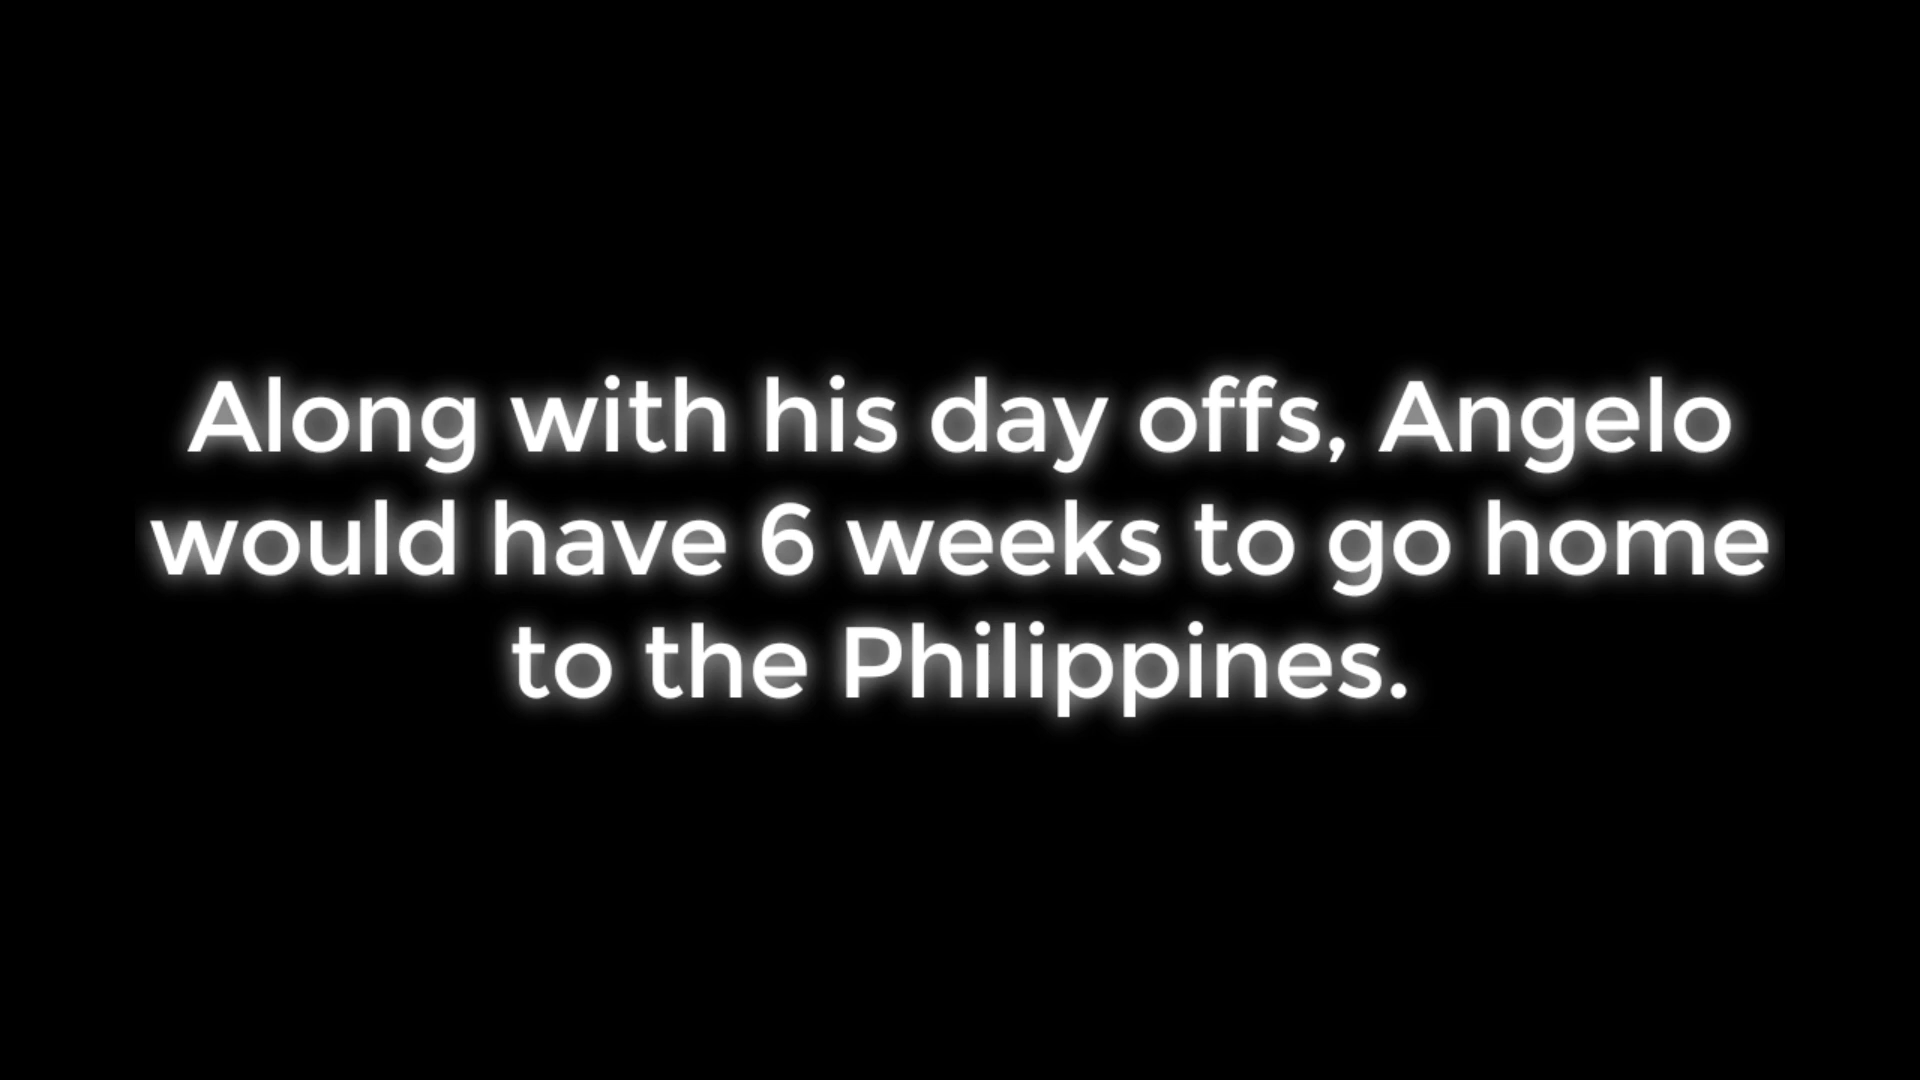 Along with his day offs, Angelo
would have 6 weeks to go home
to the Philippines.